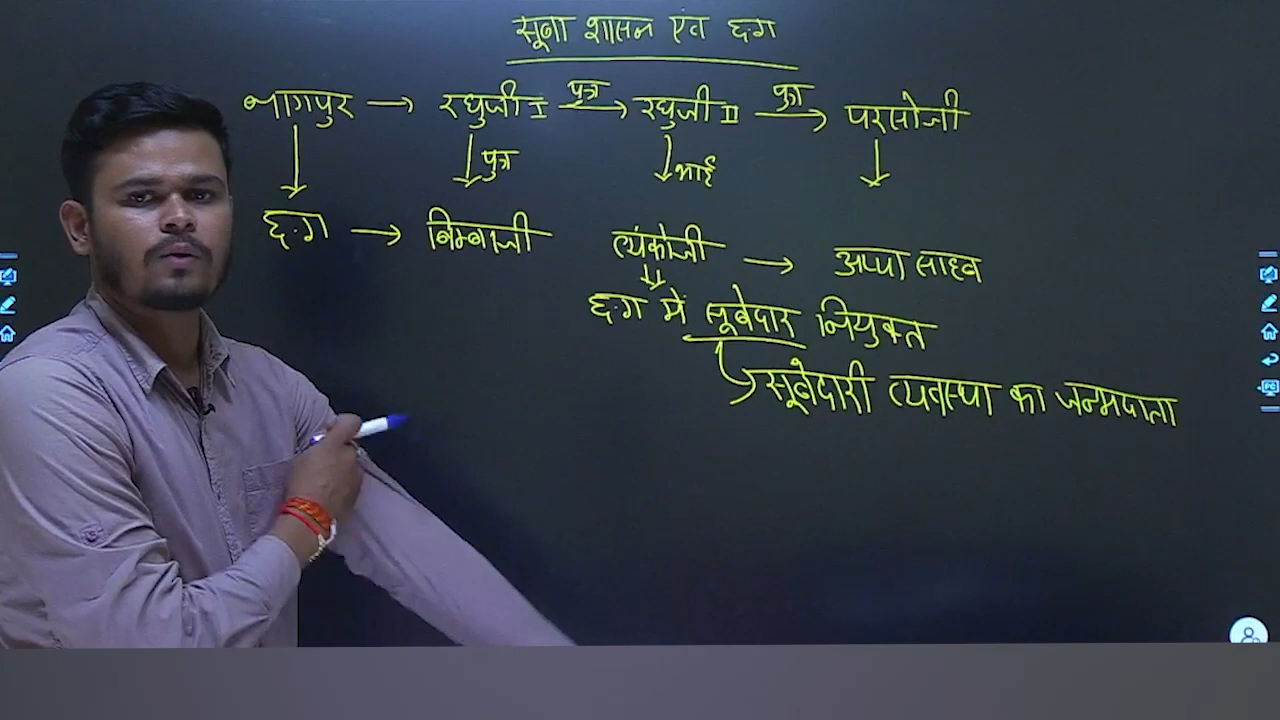 सूबा शासन एवं छ.ग
नागपुर → रघुजी I पुत्र → रघुजी II पुत्र → परसोजी
↓ ↓ पुत्र ↓ भाई ↓
छ.ग → बिम्बाजी व्यंकोजी → अप्पा साहब
छ.ग में सूबेदार नियुक्त
सूबेदारी व्यवस्था का जन्मदाता